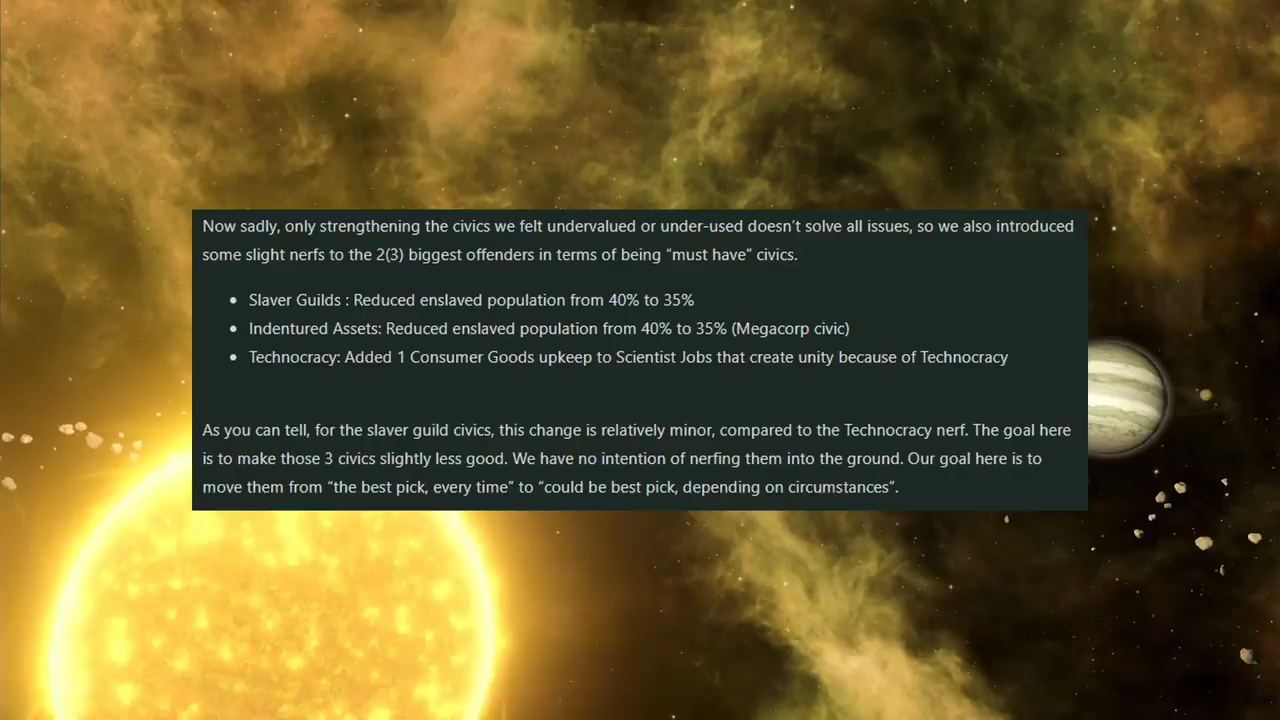 Now sadly, only strengthening the civics we felt undervalued or under-used doesn't solve all issues, so we also introduced
some slight nerfs to the 2(3) biggest offenders in terms of being “must have” civics.
• Slaver Guilds : Reduced enslaved population from 40% to 35%
• Indentured Assets: Reduced enslaved population from 40% to 35% (Megacorp civic)
• Technocracy: Added 1 Consumer Goods upkeep to Scientist Jobs that create unity because of Technocracy
As you can tell, for the slaver guild civics, this change is relatively minor, compared to the Technocracy nerf. The goal here
is to make those 3 civics slightly less good. We have no intention of nerfing them into the ground. Our goal here is to
move them from “the best pick, every time” to “could be best pick, depending on circumstances“.